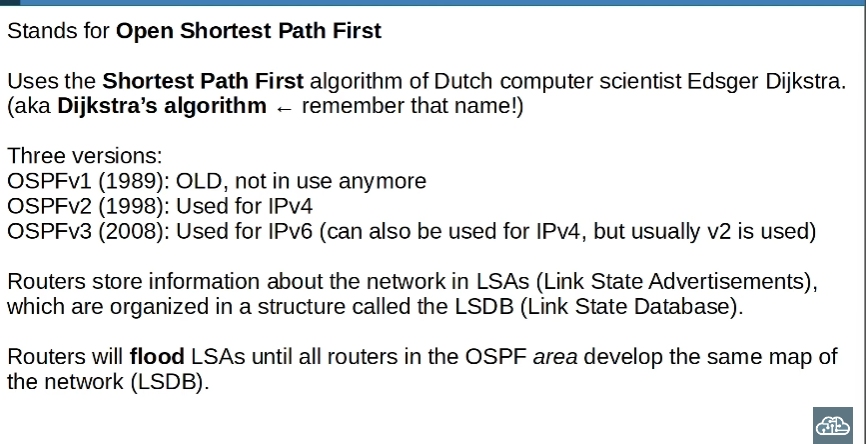 Stands for Open Shortest Path First
Uses the Shortest Path First algorithm of Dutch computer scientist Edsger Dijkstra.
(aka Dijkstra’s algorithm ← remember that name!)
Three versions:
OSPFv1 (1989): OLD, not in use anymore
OSPFv2 (1998): Used for IPv4
OSPFv3 (2008): Used for IPv6 (can also be used for IPv4, but usually v2 is used)
Routers store information about the network in LSAs (Link State Advertisements),
which are organized in a structure called the LSDB (Link State Database).
Routers will flood LSAs until all routers in the OSPF area develop the same map of
the network (LSDB).